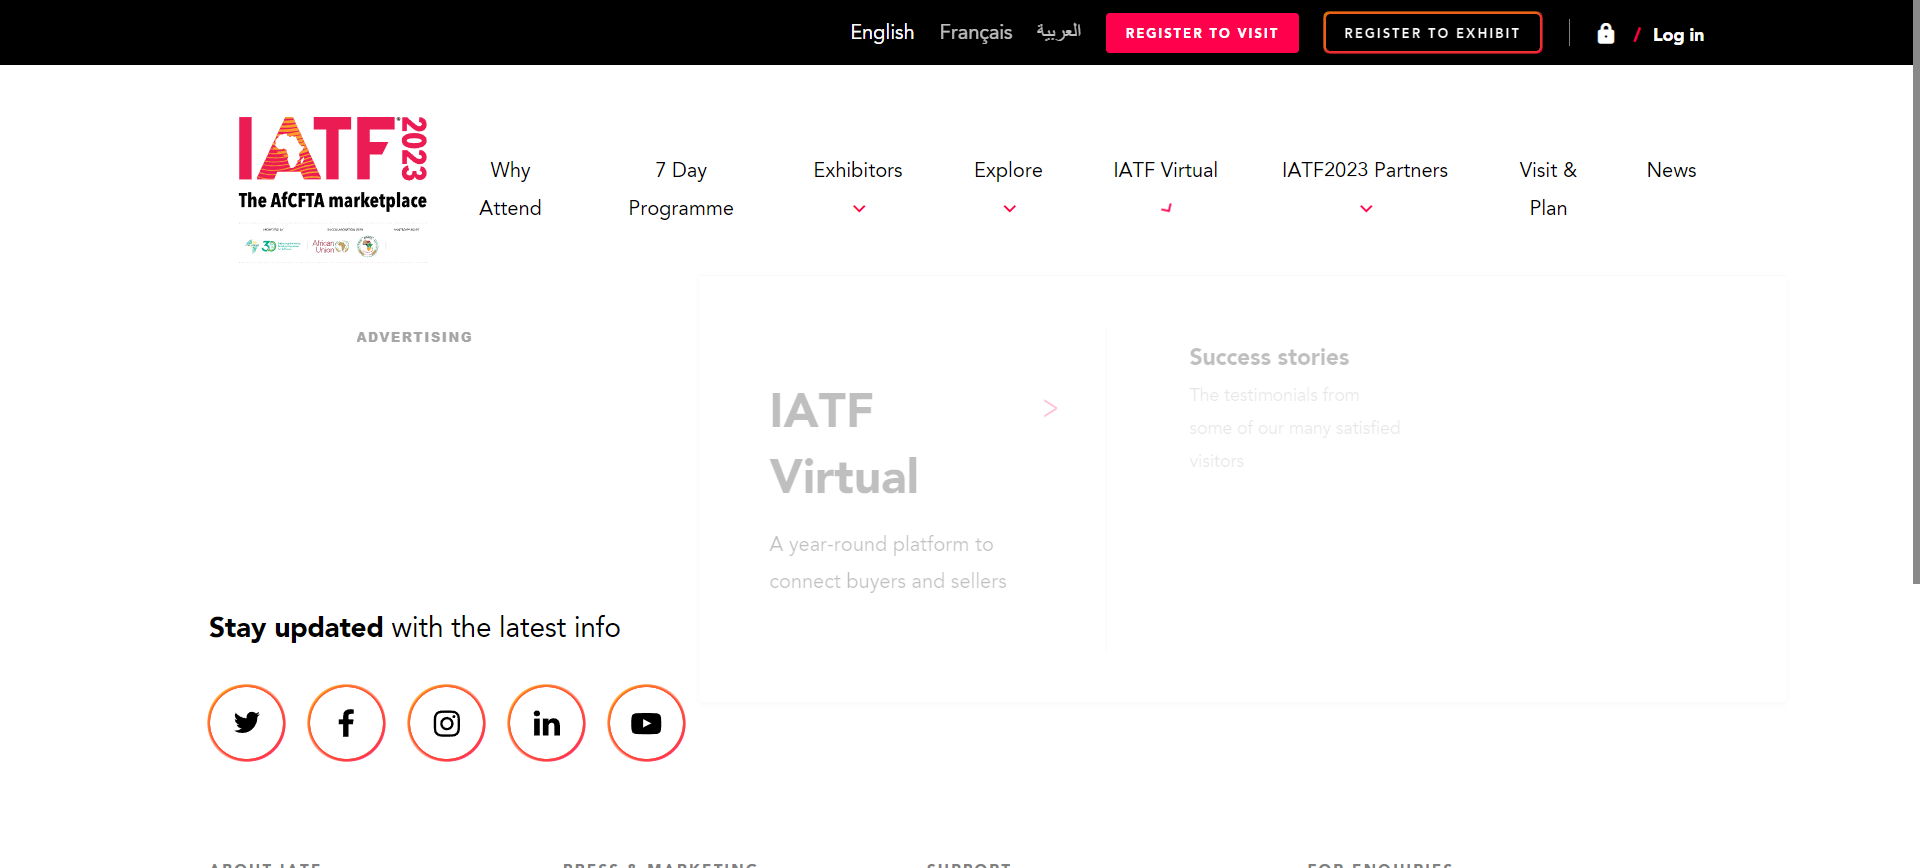 English Français العربية REGISTER TO VISIT REGISTER TO EXHIBIT / Log in
IATF 2023
The AfCFTA marketplace
African Union
Why Attend
7 Day Programme
Exhibitors
Explore
IATF Virtual
IATF2023 Partners
Visit & Plan
News
ADVERTISING
IATF
Virtual
>
A year-round platform to
connect buyers and sellers
Success stories
The testimonials from
some of our many satisfied
visitors
Stay updated with the latest info
ABOUT IATF
PRESS & MARKETING
SUPPORT
FOR ENQUIRIES